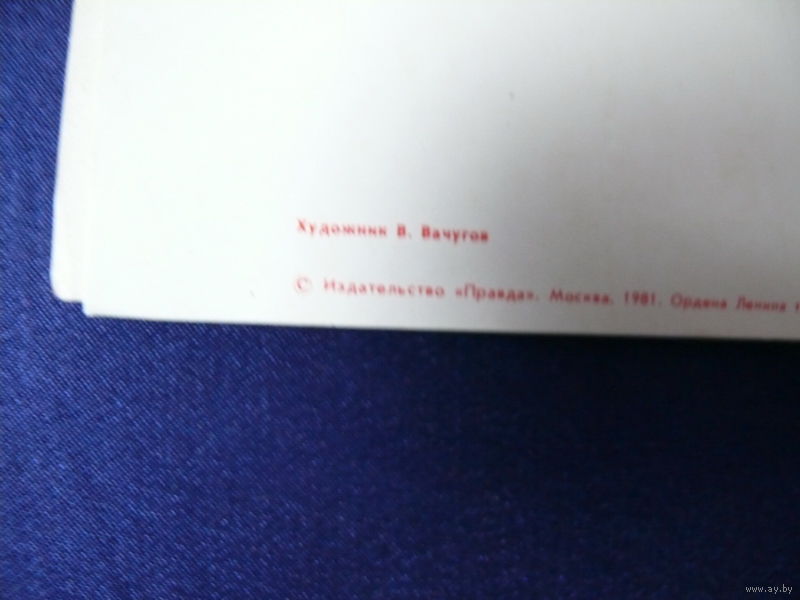 Художник В. Вачугов
© Издательство «Правда». Москва. 1981. Ордена Ленина
www.ay.by